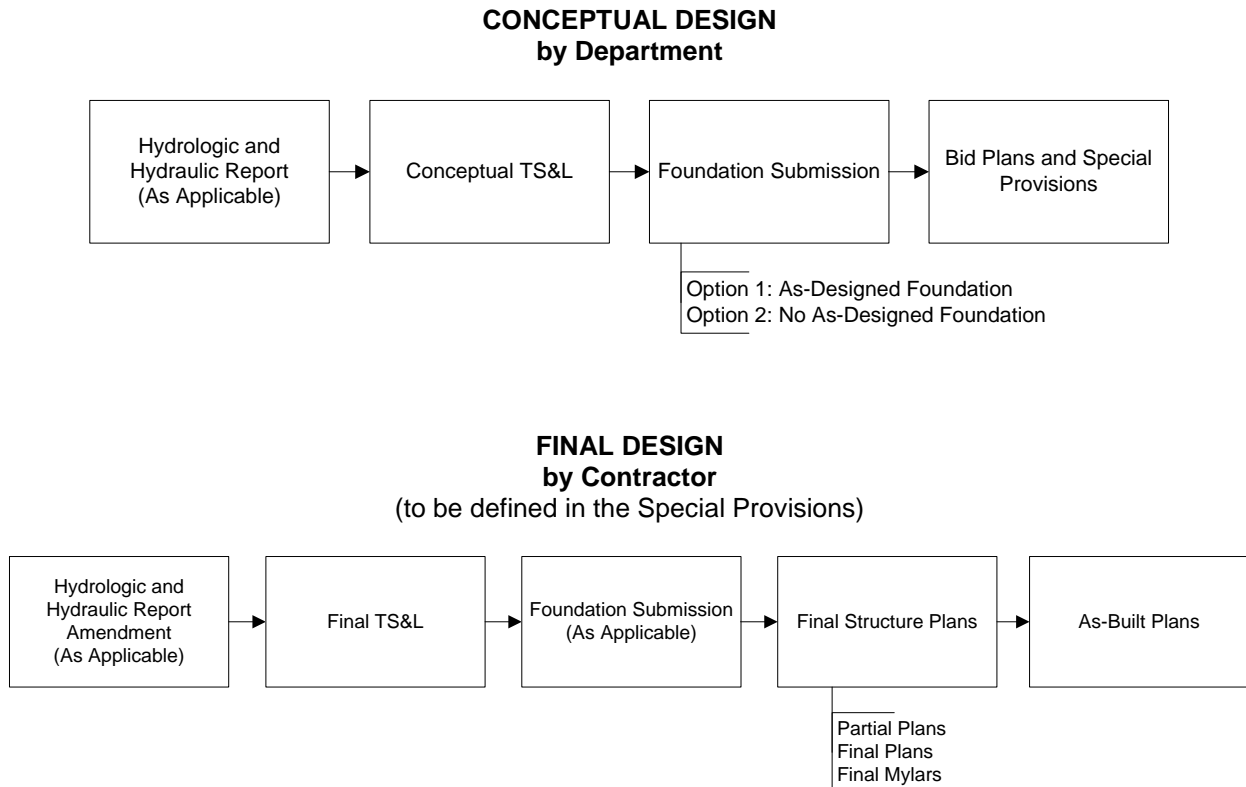 CONCEPTUAL DESIGN
by Department
Hydrologic and
Hydraulic Report
(As Applicable)
Conceptual TS&L
Foundation Submission
Bid Plans and Special
Provisions
Option 1: As-Designed Foundation
Option 2: No As-Designed Foundation
FINAL DESIGN
by Contractor
(to be defined in the Special Provisions)
Hydrologic and
Hydraulic Report
Amendment
(As Applicable)
Final TS&L
Foundation Submission
(As Applicable)
Final Structure Plans
As-Built Plans
Partial Plans
Final Plans
Final Mylars